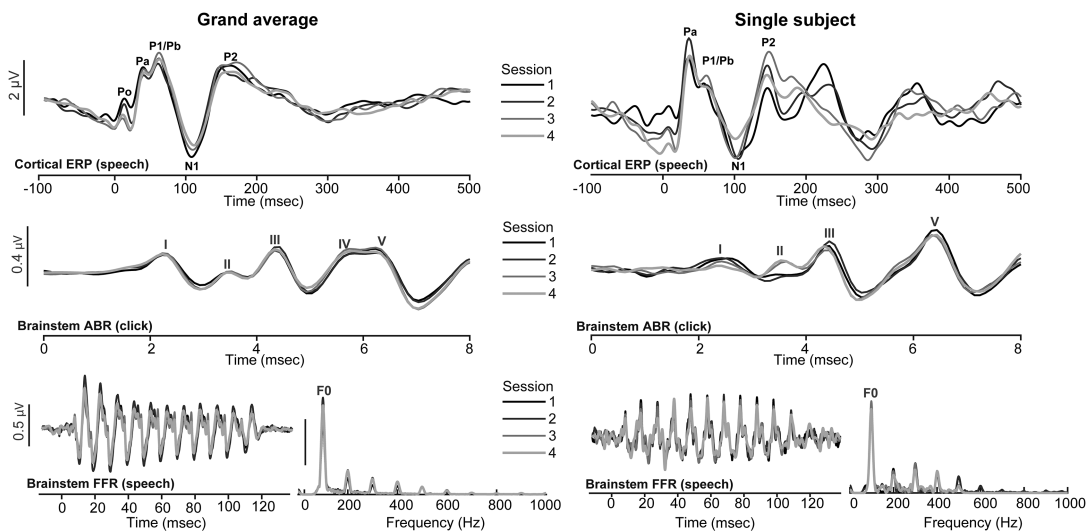 Grand average
Single subject
2 µV
Po
Pa
P1/Pb
N1
P2
Cortical ERP (speech)
-100 0 100 200 300 400 500
Time (msec)
Session
1
2
3
4
Pa
P1/Pb
N1
P2
Cortical ERP (speech)
-100 0 100 200 300 400 500
Time (msec)
0.4 µV
I
II
III
IV
V
Brainstem ABR (click)
0 2 4 6 8
Time (msec)
Session
1
2
3
4
I
II
III
V
Brainstem ABR (click)
0 2 4 6 8
Time (msec)
0.5 µV
Brainstem FFR (speech)
0 20 40 60 80 100 120
Time (msec)
F0
0 200 400 600 800 1000
Frequency (Hz)
Session
1
2
3
4
Brainstem FFR (speech)
0 20 40 60 80 100 120
Time (msec)
F0
0 200 400 600 800 1000
Frequency (Hz)